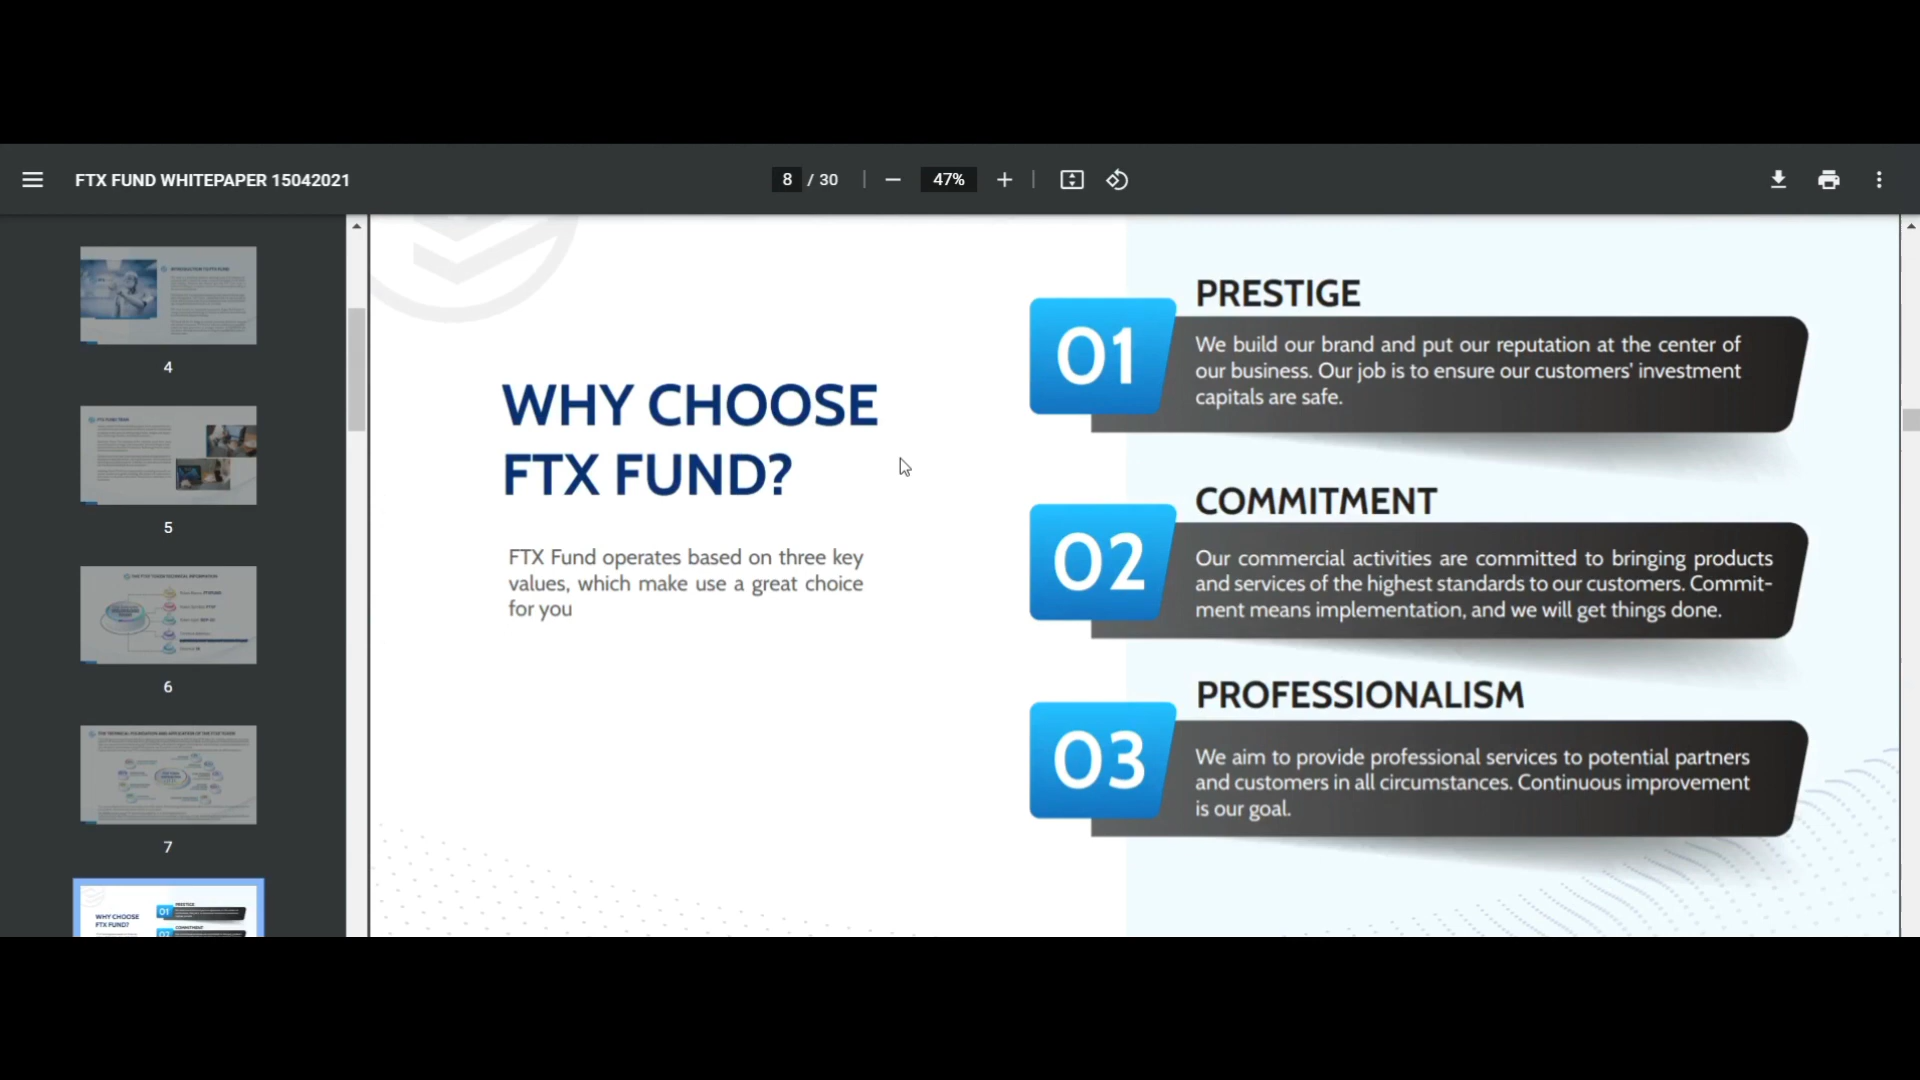 FTX FUND WHITEPAPER 15042021
8 / 30
47%
4
5
6
7
WHY CHOOSE
FTX FUND?
WHY CHOOSE
FTX FUND?
FTX Fund operates based on three key
values, which make use a great choice
for you
01
PRESTIGE
We build our brand and put our reputation at the center of
our business. Our job is to ensure our customers' investment
capitals are safe.
02
COMMITMENT
Our commercial activities are committed to bringing products
and services of the highest standards to our customers. Commit-
ment means implementation, and we will get things done.
03
PROFESSIONALISM
We aim to provide professional services to potential partners
and customers in all circumstances. Continuous improvement
is our goal.